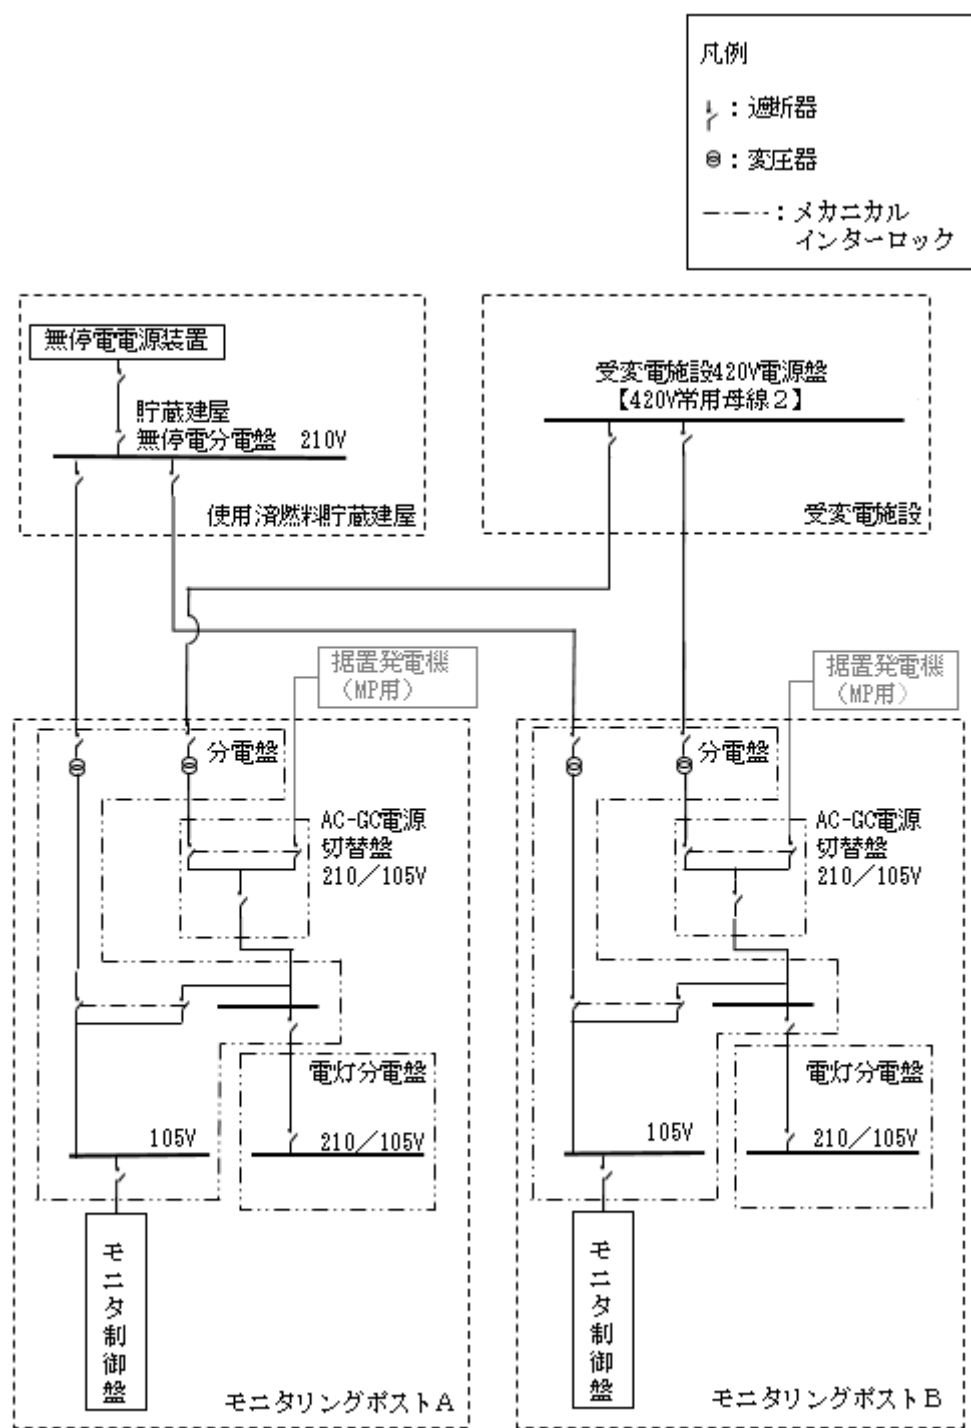 凡例
：遮断器
：変圧器
：メカニカル
インターロック
無停電電源装置
貯蔵建屋
無停電分電盤 210V
使用済燃料貯蔵建屋
受変電施設420V電源盤
【420V常用母線２】
受変電施設
据置発電機
（MP用）
分電盤
AC-GC電源
切替盤
210／105V
電灯分電盤
105V
210／105V
モニタ制御盤
モニタリングポストA
据置発電機
（MP用）
分電盤
AC-GC電源
切替盤
210／105V
電灯分電盤
105V
210／105V
モニタ制御盤
モニタリングポストB